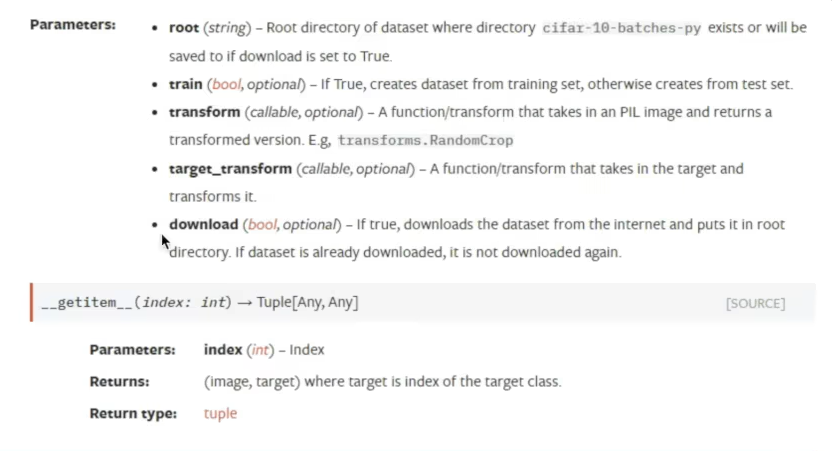 Parameters: • root (string) – Root directory of dataset where directory cifar-10-batches-py exists or will be
saved to if download is set to True.
• train (bool, optional) – If True, creates dataset from training set, otherwise creates from test set.
• transform (callable, optional) – A function/transform that takes in an PIL image and returns a
transformed version. E.g, transforms.RandomCrop
• target_transform (callable, optional) – A function/transform that takes in the target and
transforms it.
• download (bool, optional) – If true, downloads the dataset from the internet and puts it in root
directory. If dataset is already downloaded, it is not downloaded again.
__getitem__(index: int) → Tuple[Any, Any] [SOURCE]
Parameters: index (int) – Index
Returns: (image, target) where target is index of the target class.
Return type: tuple